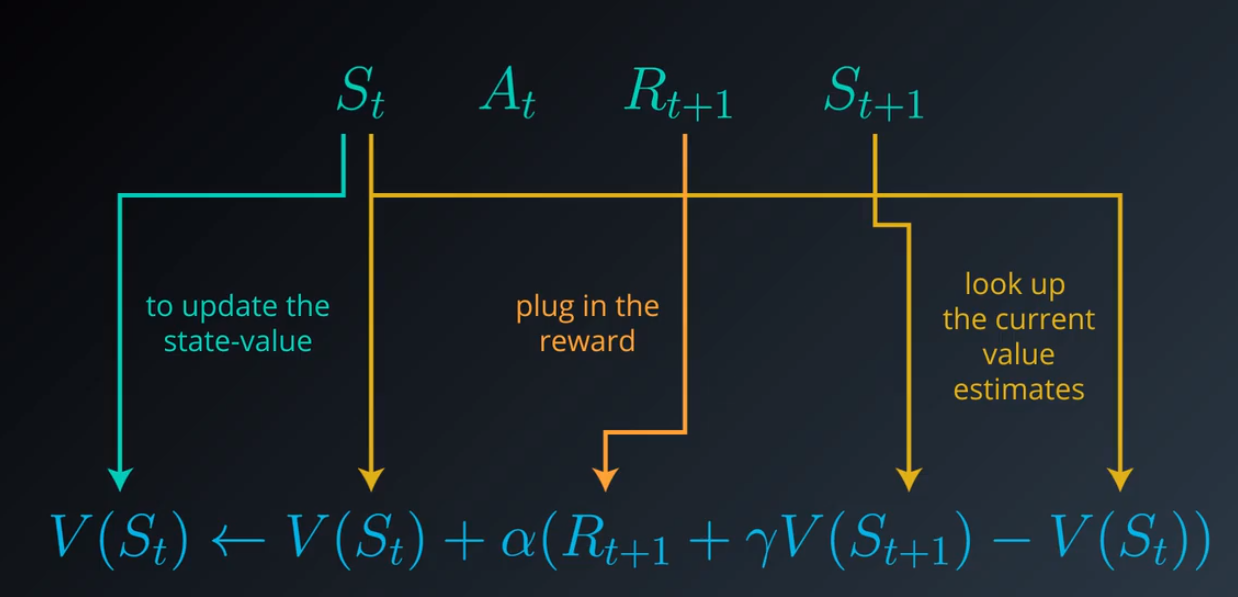 S_t A_t R_{t+1} S_{t+1}
to update the
state-value
plug in the
reward
look up
the current
value
estimates
V(S_t) ← V(S_t) + α(R_{t+1} + γV(S_{t+1}) − V(S_t))